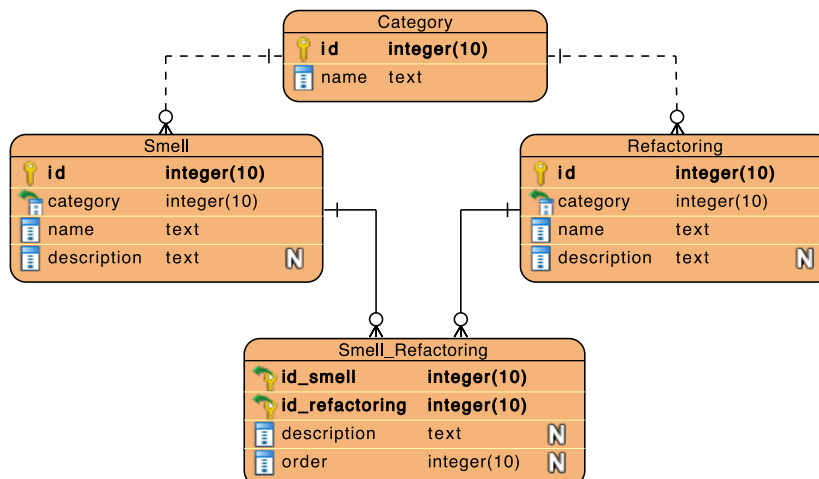 Category
id integer(10)
name text
Smell
id integer(10)
category integer(10)
name text
description text N
Refactoring
id integer(10)
category integer(10)
name text
description text N
Smell_Refactoring
id_smell integer(10)
id_refactoring integer(10)
description text N
order integer(10) N